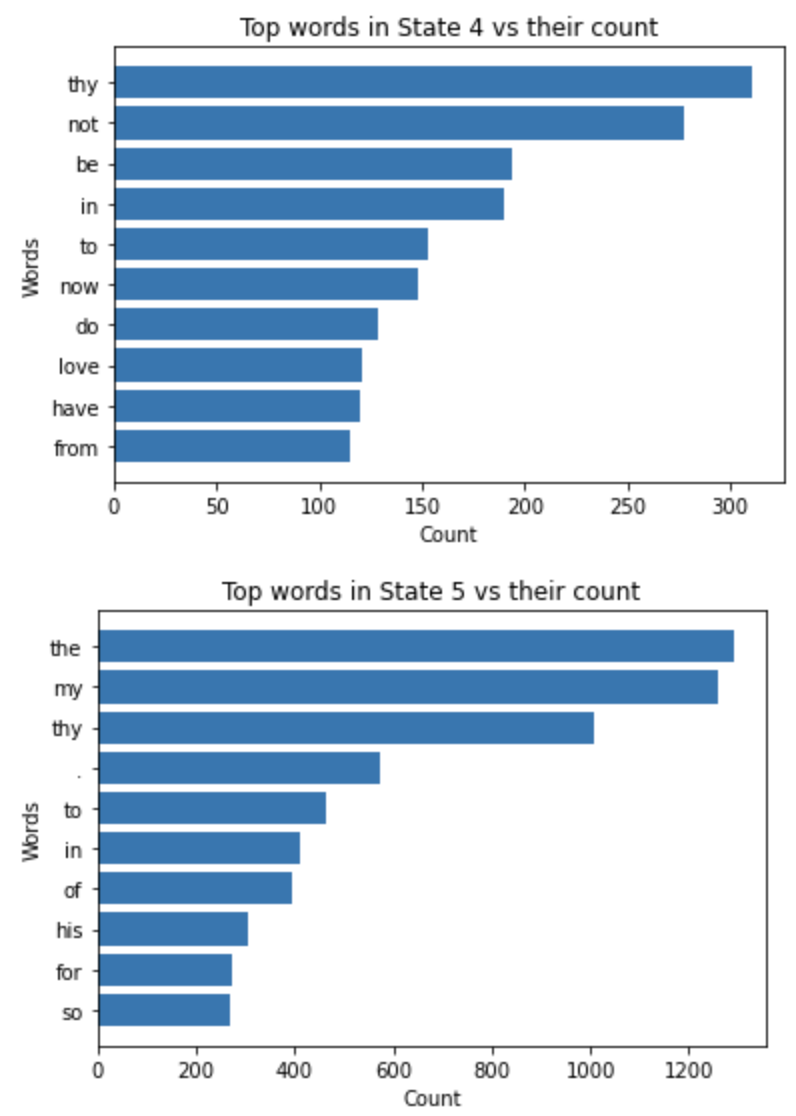 Top words in State 4 vs their count
thy
not
be
in
to
now
do
love
have
from
Words
0 50 100 150 200 250 300
Count
Top words in State 5 vs their count
the
my
thy
.
to
in
of
his
for
so
Words
0 200 400 600 800 1000 1200
Count